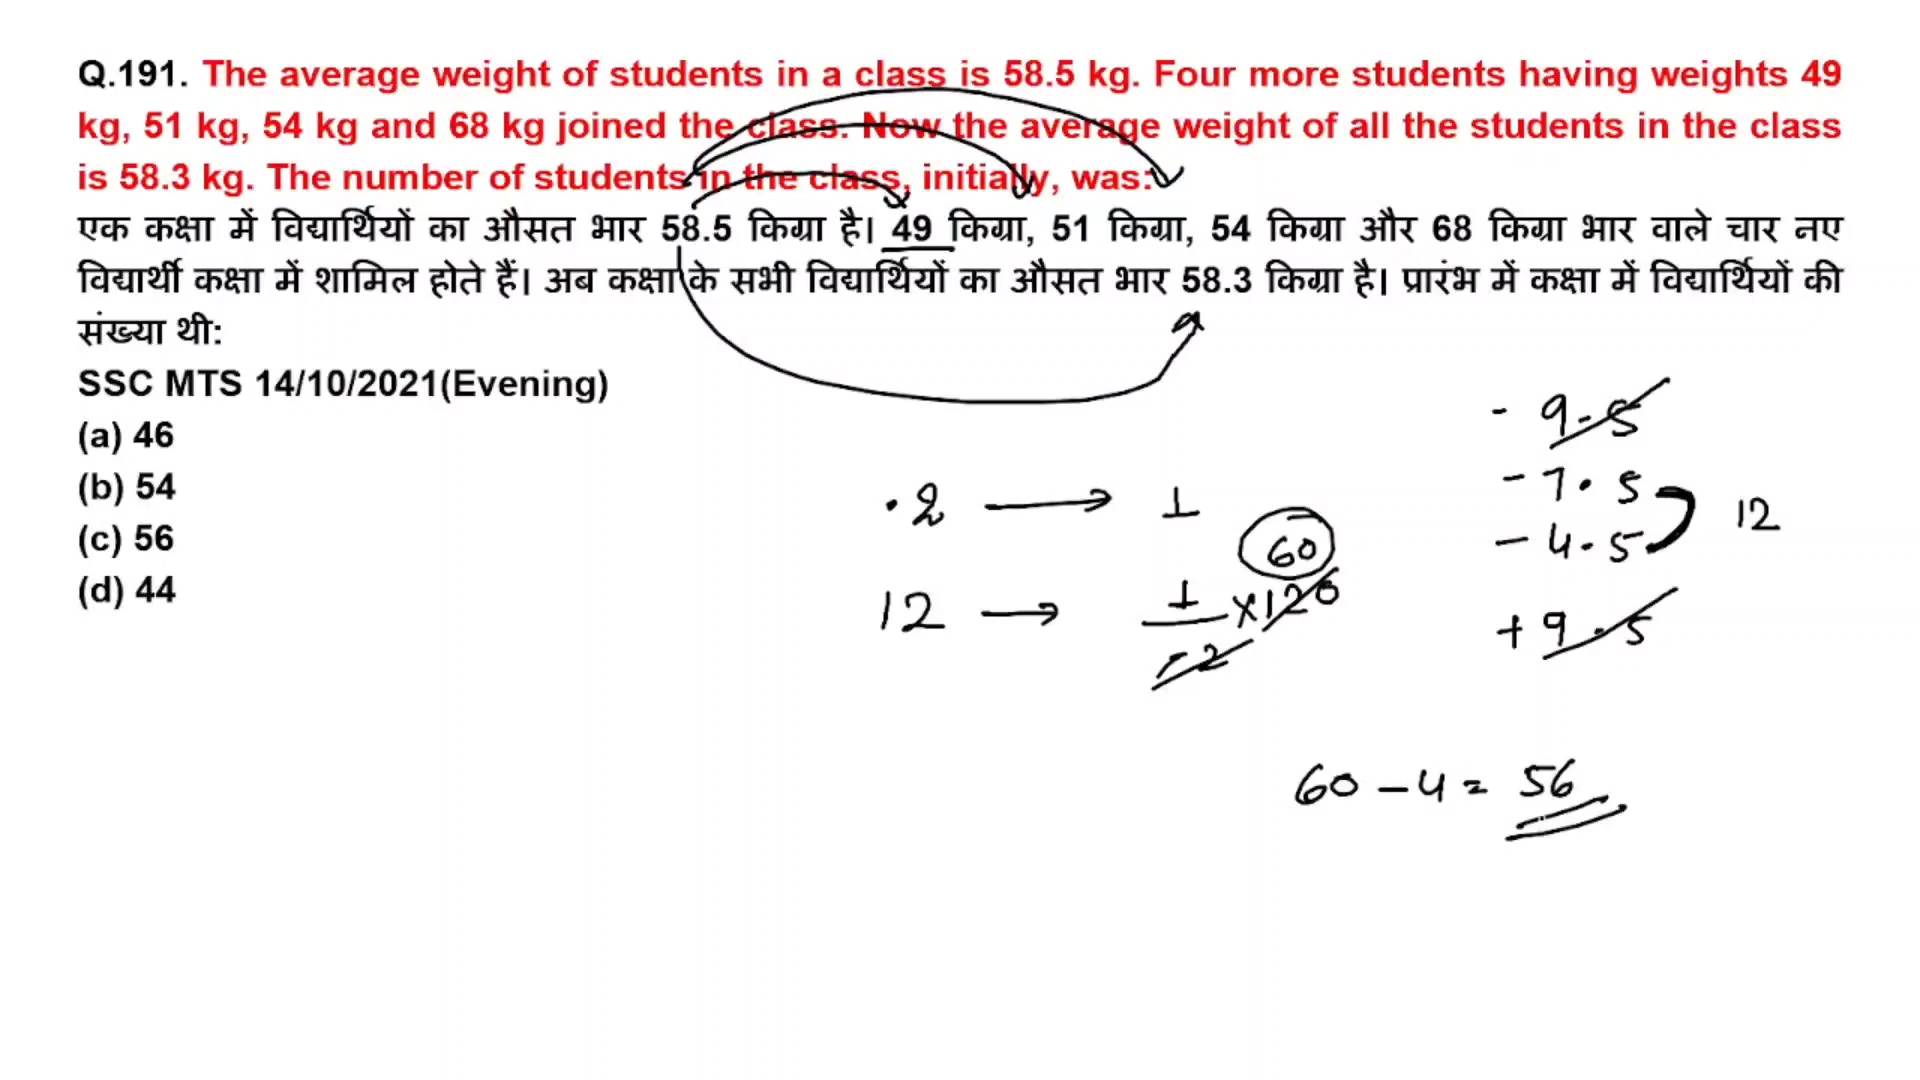 Q.191. The average weight of students in a class is 58.5 kg. Four more students having weights 49
kg, 51 kg, 54 kg and 68 kg joined the class. Now the average weight of all the students in the class
is 58.3 kg. The number of students in the class, initially, was:
एक कक्षा में विद्यार्थियों का औसत भार 58.5 किग्रा है। 49 किग्रा, 51 किग्रा, 54 किग्रा और 68 किग्रा भार वाले चार नए
विद्यार्थी कक्षा में शामिल होते हैं। अब कक्षा के सभी विद्यार्थियों का औसत भार 58.3 किग्रा है। प्रारंभ में कक्षा में विद्यार्थियों की
संख्या थी:
SSC MTS 14/10/2021(Evening)
(a) 46
(b) 54
(c) 56
(d) 44
- 9.5
- 7.5
- 4.5
12
+ 9.5
.2 → 1
60
12 → 1/.2 × 120
60 - 4 = 56